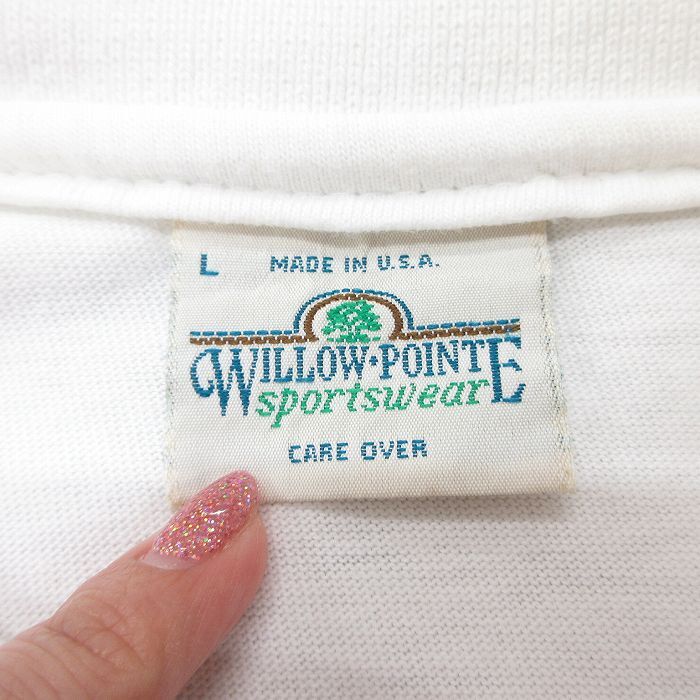 L MADE IN U.S.A.
WILLOW·POINTE
sportswear
CARE OVER